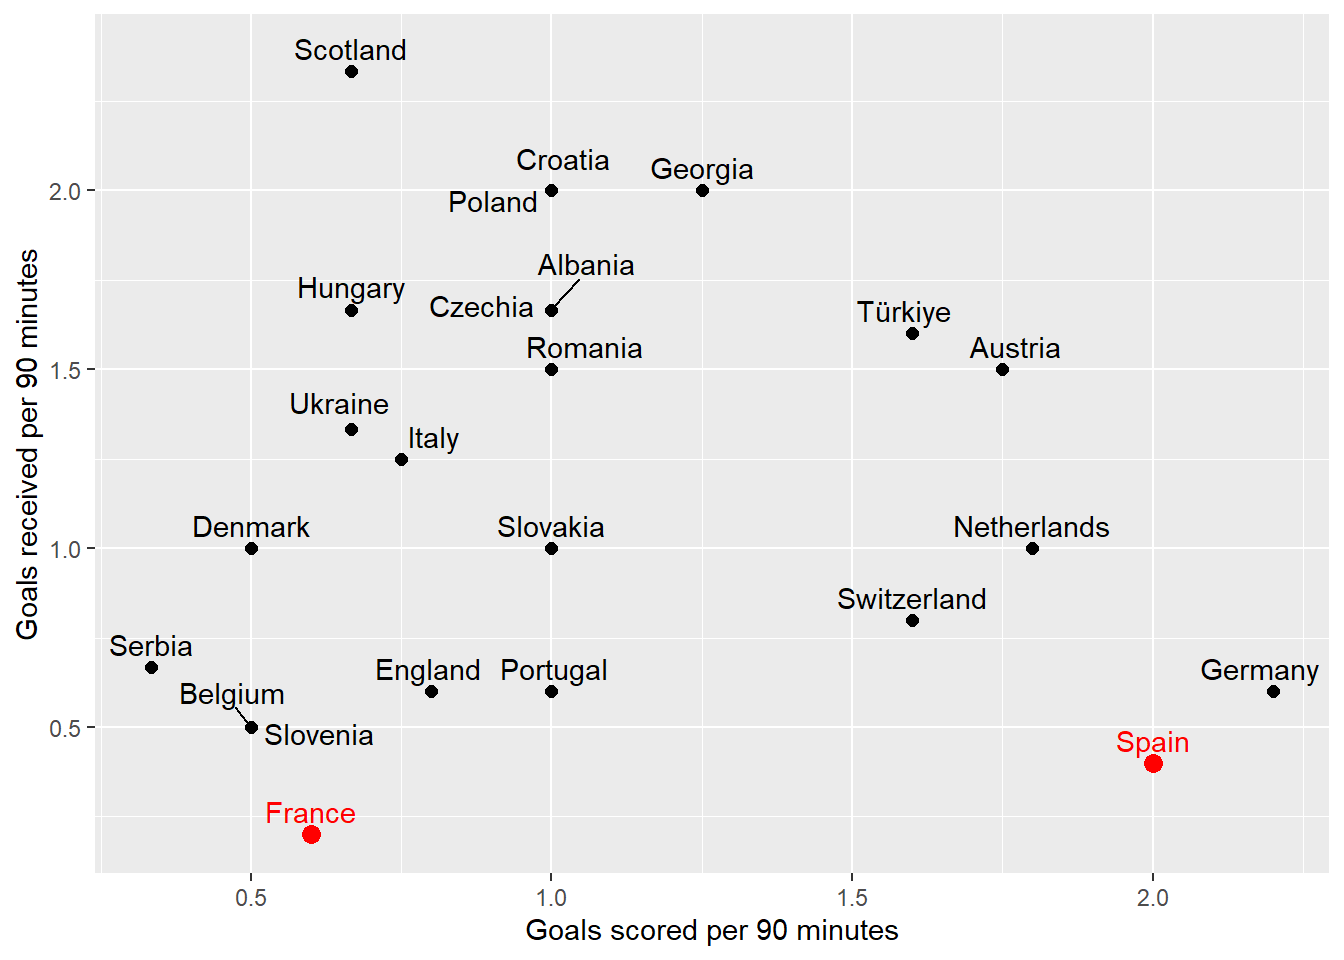 Scotland
Croatia
Georgia
2.0
Poland
Albania
Hungary
Czechia
Türkiye
Romania
Austria
1.5
Ukraine
Italy
Denmark
Slovakia
Netherlands
1.0
Switzerland
Serbia
England
Portugal
Germany
Belgium
0.5
Slovenia
Spain
France
Goals received per 90 minutes
0.5
1.0
1.5
2.0
Goals scored per 90 minutes